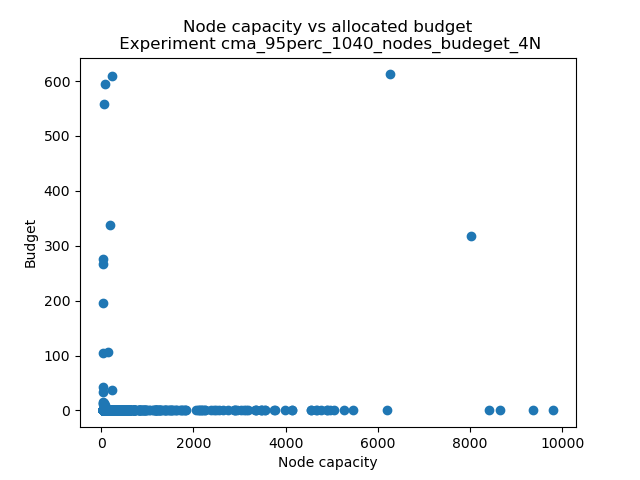 Node capacity vs allocated budget
Experiment cma_95perc_1040_nodes_budeget_4N
600
500
400
300
200
100
0
Budget
0 2000 4000 6000 8000 10000
Node capacity